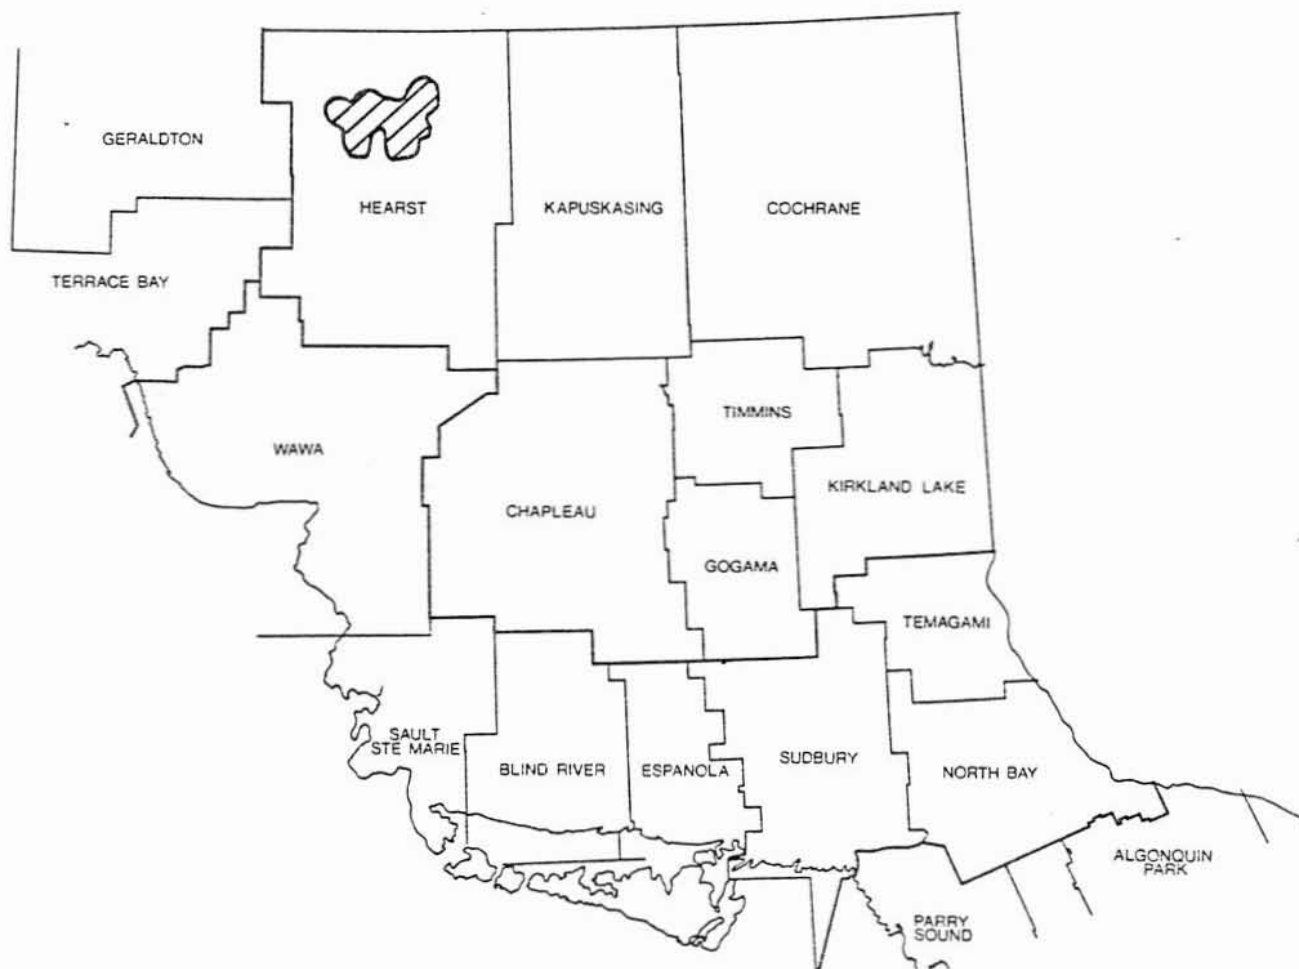 GERALDTON
HEARST
KAPUSKASING
COCHRANE
TERRACE BAY
TIMMINS
WAWA
KIRKLAND LAKE
CHAPLEAU
GOGAMA
TEMAGAMI
SAULT
STE MARIE
BLIND RIVER
ESPANOLA
SUDBURY
NORTH BAY
ALGONQUIN
PARK
PARRY
SOUND